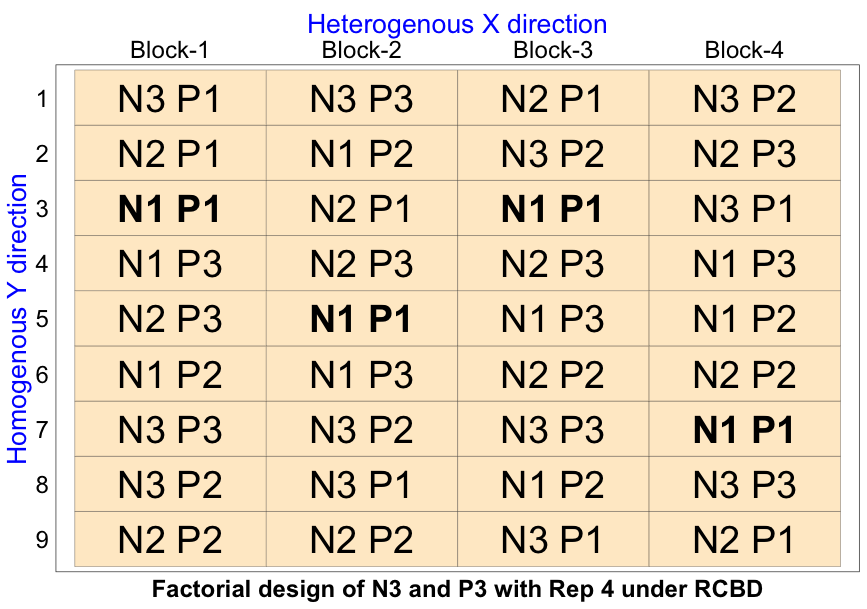 Heterogenous X direction
Block-1 Block-2 Block-3 Block-4
Homogenous Y direction
1 N3 P1 N3 P3 N2 P1 N3 P2
2 N2 P1 N1 P2 N3 P2 N2 P3
3 N1 P1 N2 P1 N1 P1 N3 P1
4 N1 P3 N2 P3 N2 P3 N1 P3
5 N2 P3 N1 P1 N1 P3 N1 P2
6 N1 P2 N1 P3 N2 P2 N2 P2
7 N3 P3 N3 P2 N3 P3 N1 P1
8 N3 P2 N3 P1 N1 P2 N3 P3
9 N2 P2 N2 P2 N3 P1 N2 P1
Factorial design of N3 and P3 with Rep 4 under RCBD